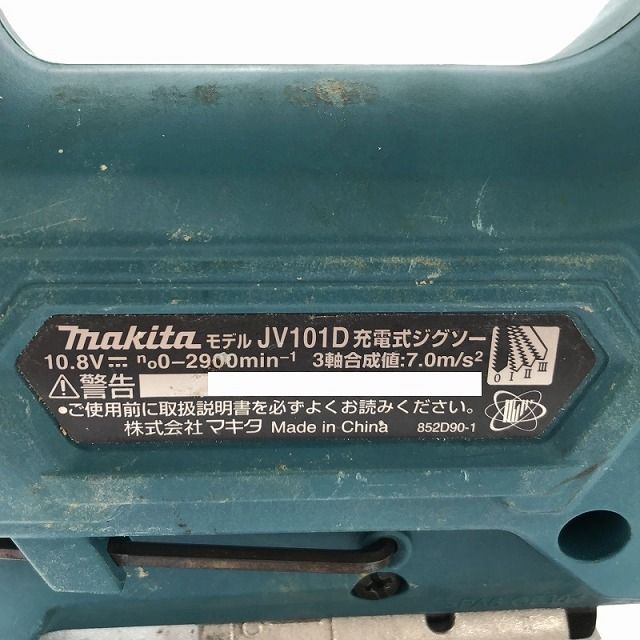 makita モデル JV101D 充電式ジグソー
10.8V⎓ n₀0-2900min⁻¹ 3軸合成値:7.0m/s²
⚠警告
●ご使用前に取扱説明書を必ずよくお読みください。
株式会社マキタ Made in China 852D90-1
0 I II III